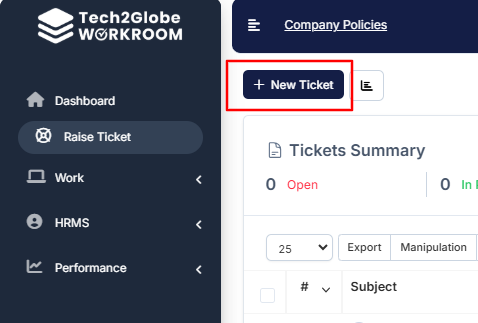 Tech2Globe
WORKROOM
Company Policies
+ New Ticket
Dashboard
Raise Ticket
Work
HRMS
Performance
Tickets Summary
0 Open
0 In
25
Export
Manipulation
#
Subject